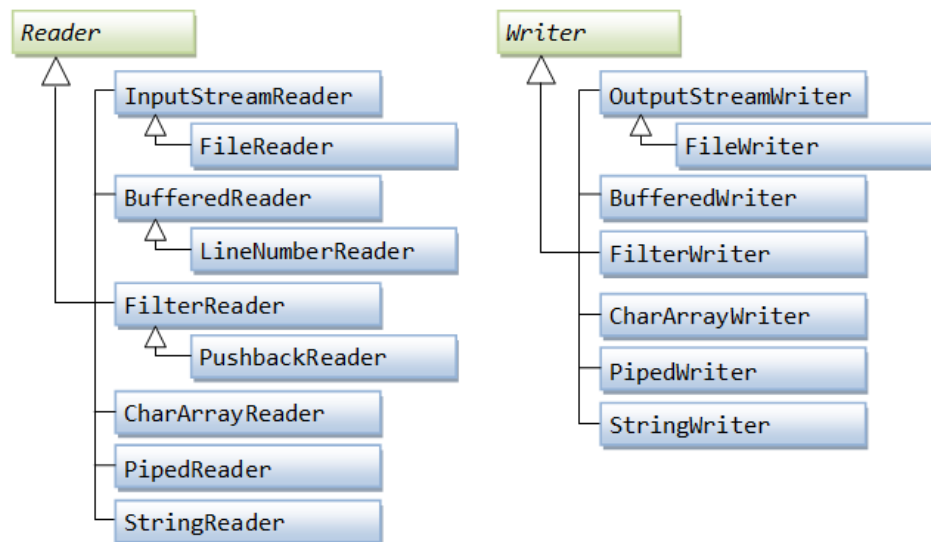 Reader
InputStreamReader
FileReader
BufferedReader
LineNumberReader
FilterReader
PushbackReader
CharArrayReader
PipedReader
StringReader
Writer
OutputStreamWriter
FileWriter
BufferedWriter
FilterWriter
CharArrayWriter
PipedWriter
StringWriter